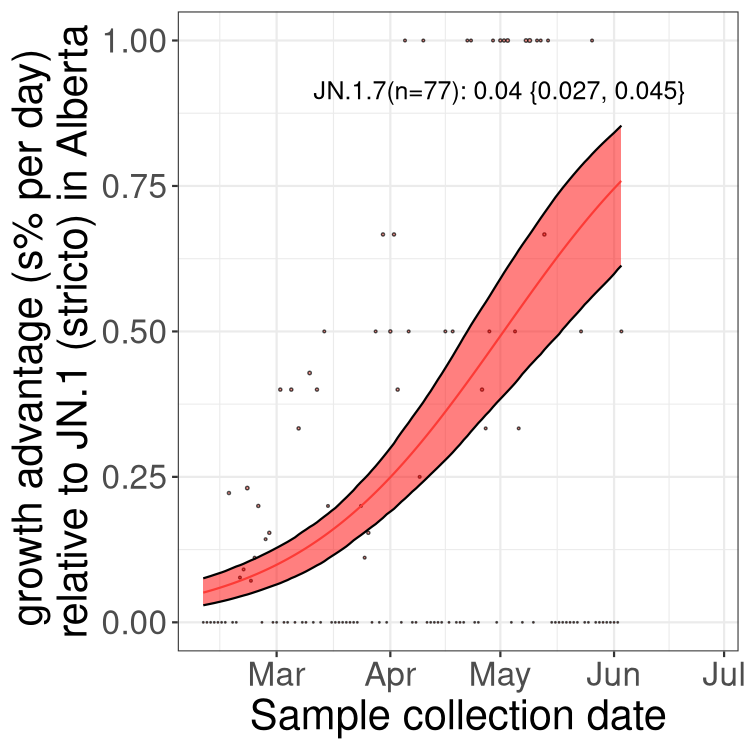 growth advantage (s% per day)
relative to JN.1 (stricto) in Alberta
1.00
0.75
0.50
0.25
0.00
JN.1.7(n=77): 0.04 {0.027, 0.045}
Mar Apr May Jun Jul
Sample collection date